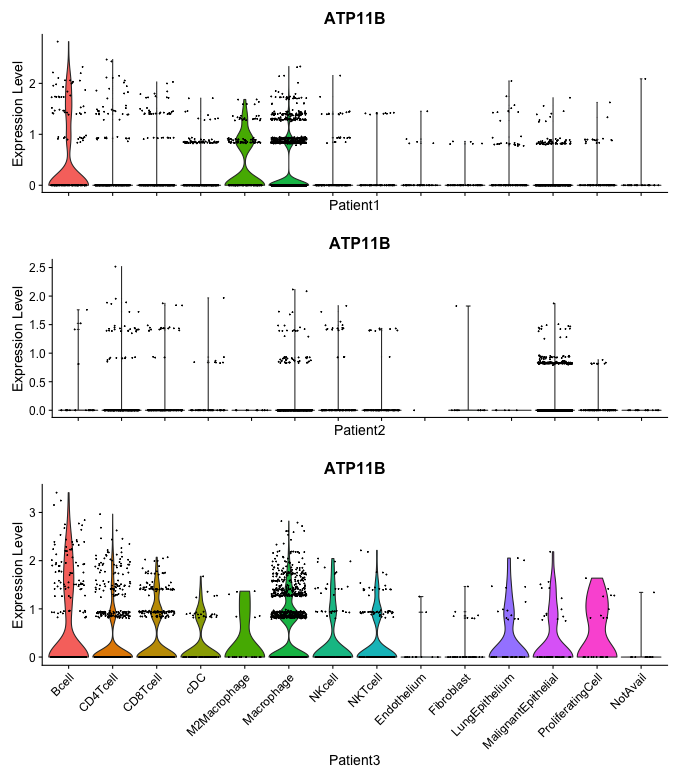 ATP11B
Expression Level
2
1
0
Patient1
ATP11B
Expression Level
2.5
2.0
1.5
1.0
0.5
0.0
Patient2
ATP11B
Expression Level
3
2
1
0
Bcell
CD4Tcell
CD8Tcell
cDC
M2Macrophage
Macrophage
NKcell
NKTcell
Endothelium
Fibroblast
LungEpithelium
MalignantEpithelial
ProliferatingCell
NotAvail
Patient3